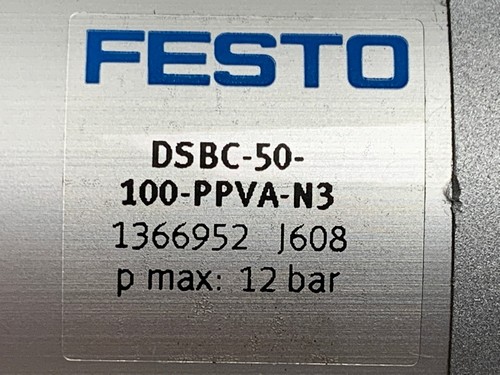 FESTO
DSBC-50-
100-PPVA-N3
1366952 J608
p max: 12 bar